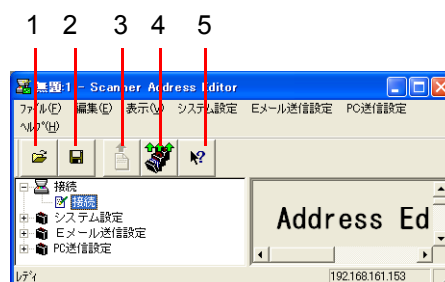 1 2 3 4 5
無題:1 - Scanner Address Editor
ファイル(F) 編集(E) 表示(V) システム設定 Eメール送信設定 PC送信設定
ヘルプ(H)
接続
接続
システム設定
Eメール送信設定
PC送信設定
Address Ed
レディ 192.168.161.153